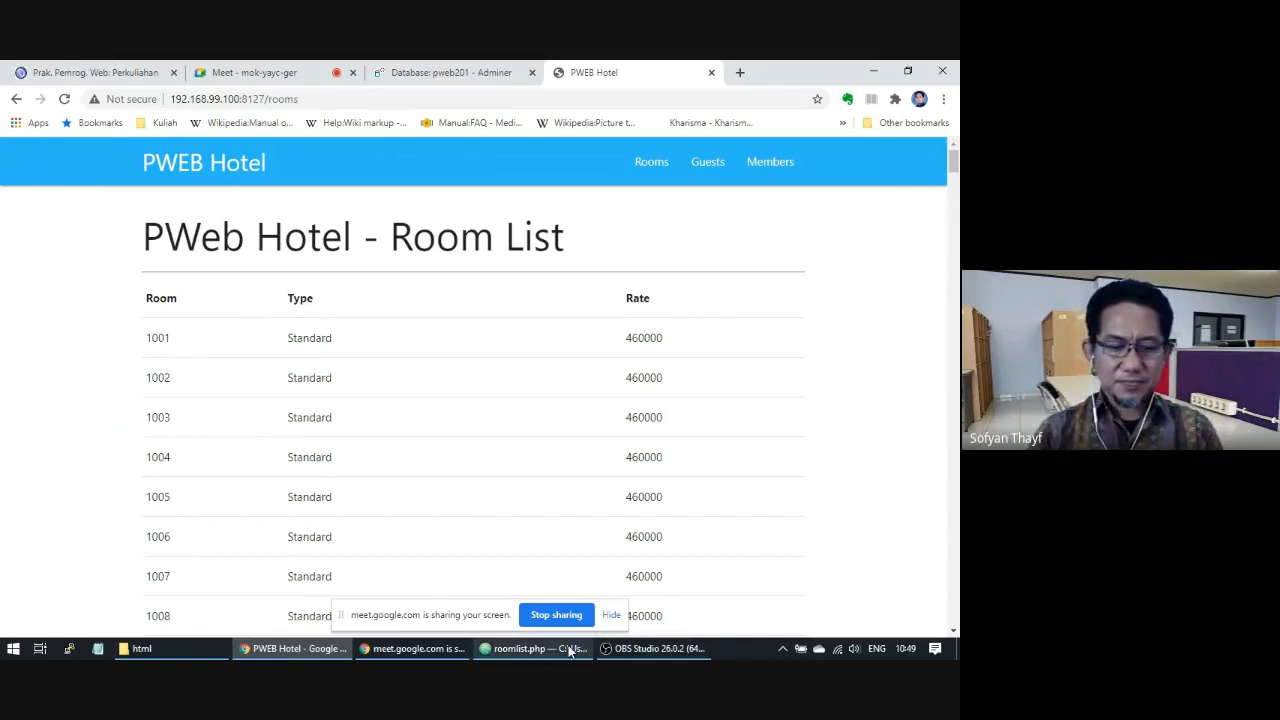 Prak. Pemrog. Web: Perkuliahan
Meet - mok-yayc-ger
Database: pweb201 - Adminer
PWEB Hotel
Not secure
192.168.99.100:8127/rooms
Apps
Bookmarks
Kuliah
Wikipedia:Manual o...
Help:Wiki markup -...
Manual:FAQ - Medi...
Wikipedia:Picture t...
Kharisma - Kharism...
»
Other bookmarks
PWEB Hotel
Rooms Guests Members
PWeb Hotel - Room List
Room Type Rate
1001 Standard 460000
1002 Standard 460000
1003 Standard 460000
1004 Standard 460000
1005 Standard 460000
1006 Standard 460000
1007 Standard 460000
1008 Standard 460000
meet.google.com is sharing your screen.
Stop sharing
Hide
html
PWEB Hotel - Google ...
meet.google.com is s...
roomlist.php — C:\Us...
OBS Studio 26.0.2 (64...
ENG
10:49
Sofyan Thayf